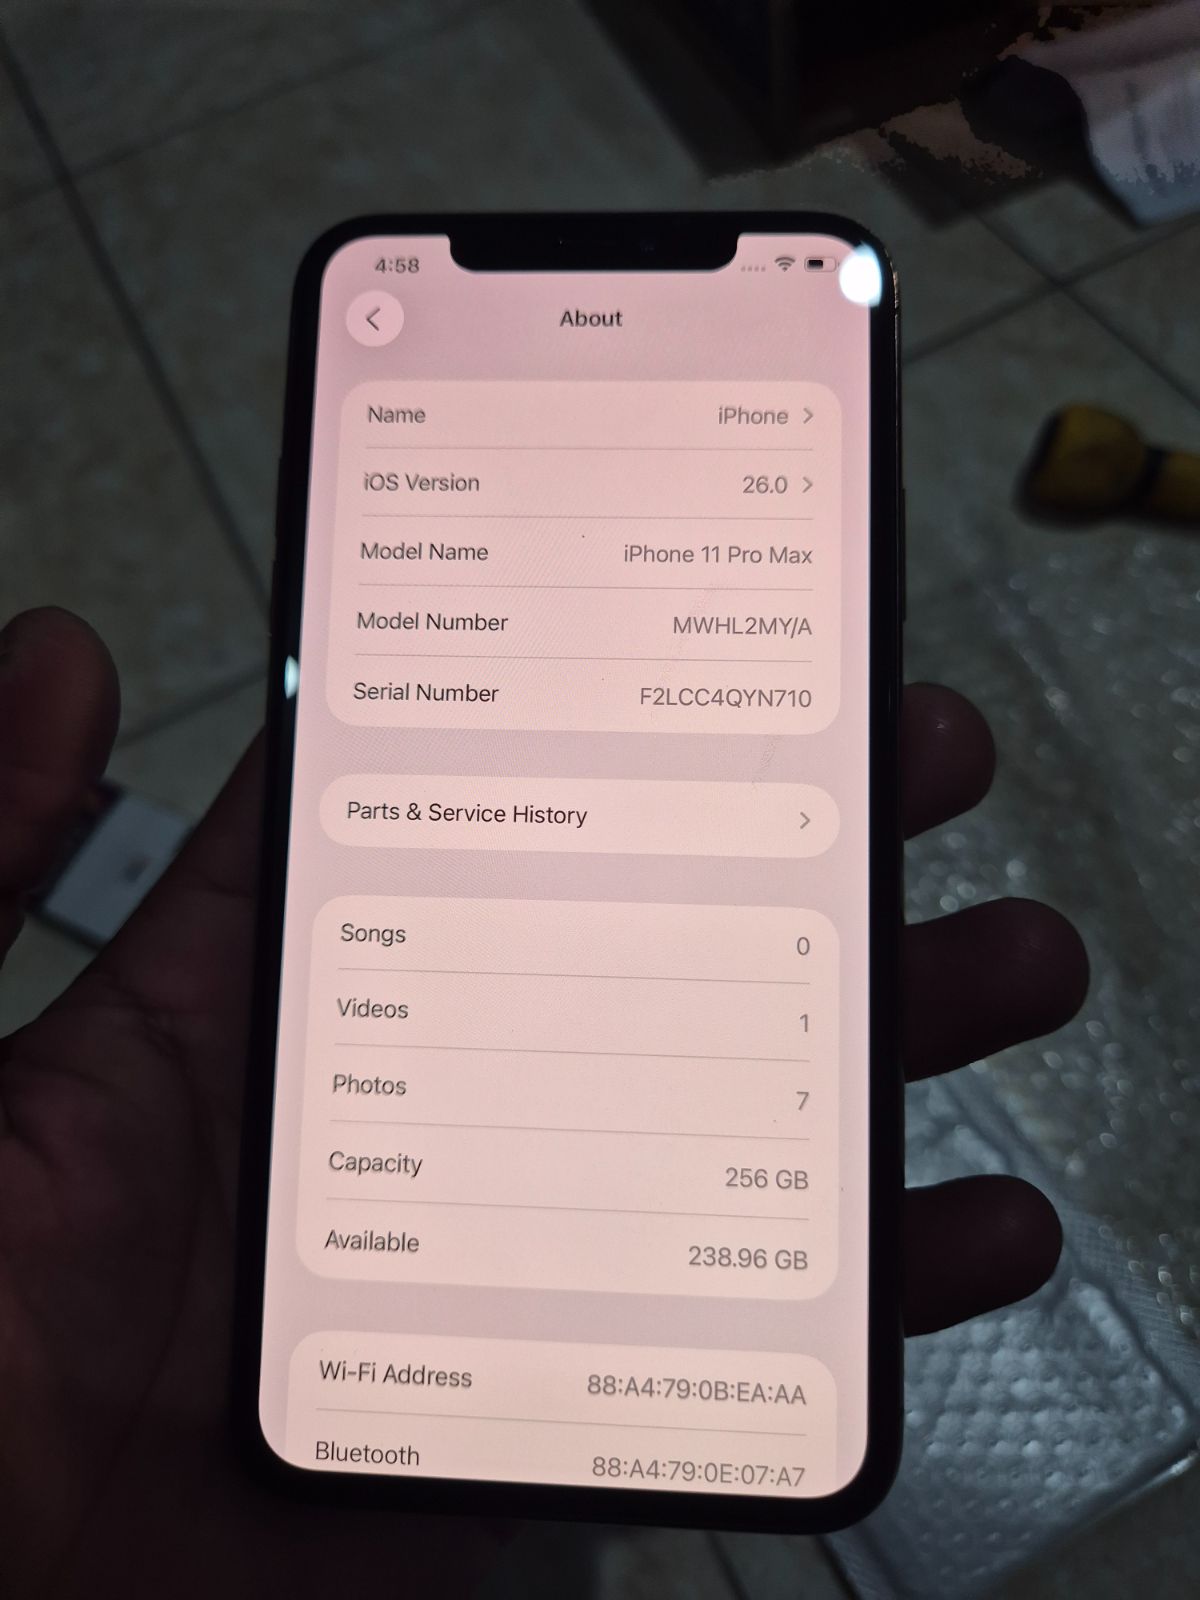 4:58
About
Name iPhone
iOS Version 26.0
Model Name iPhone 11 Pro Max
Model Number MWHL2MY/A
Serial Number F2LCC4QYN710
Parts & Service History
Songs 0
Videos 1
Photos 7
Capacity 256 GB
Available 238.96 GB
Wi-Fi Address 88:A4:79:0B:EA:AA
Bluetooth 88:A4:79:0E:07:A7